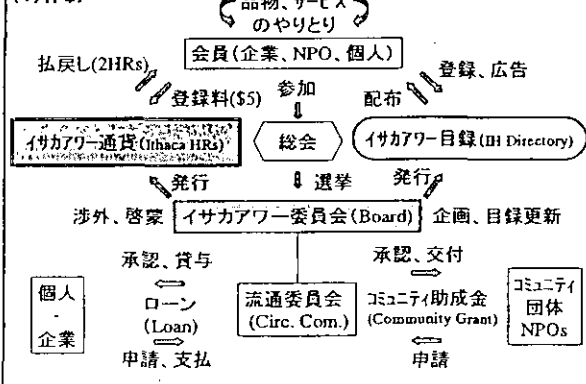 品物、サービス
のやりとり
会員(企業、NPO、個人)
払戻し(2HRs)
登録料($5)
参加
配布
登録、広告
イサカアワー通貨(Ithaca HRs)
総会
イサカアワー目録(IH Directory)
発行
選挙
発行
渉外、啓蒙
イサカアワー委員会(Board)
企画、目録更新
承認、貸与
承認、交付
個人
-
企業
ローン
(Loan)
流通委員会
(Circ. Com.)
コミュニティ助成金
(Community Grant)
コミュニティ
団体
NPOs
申請、支払
申請